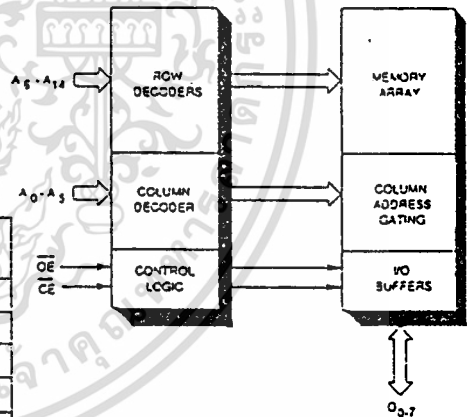 A6 - A14
ROW
DECODERS
MEMORY
ARRAY
A0 - A5
COLUMN
DECODER
COLUMN
ADDRESS
GATING
OE
CE
CONTROL
LOGIC
I/O
BUFFERS
O0-7